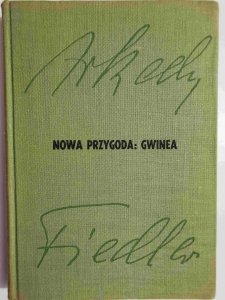 Arkady
NOWA PRZYGODA: GWINEA
Fiedler